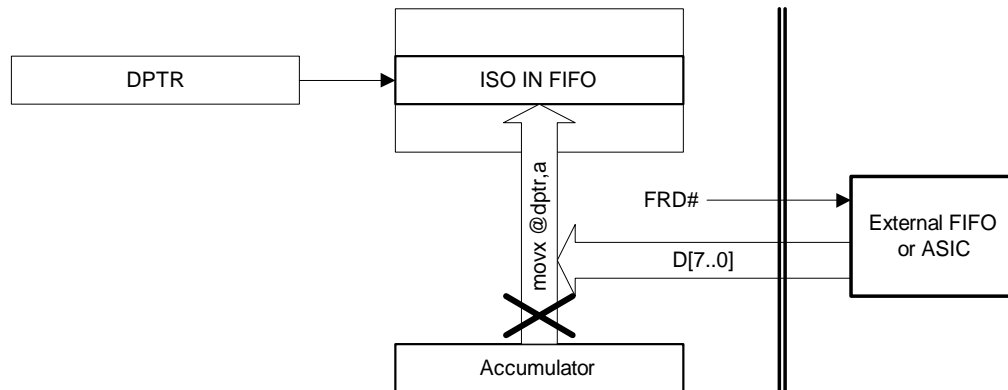 DPTR
ISO IN FIFO
movx @dptr,a
FRD#
External FIFO
or ASIC
D[7..0]
Accumulator